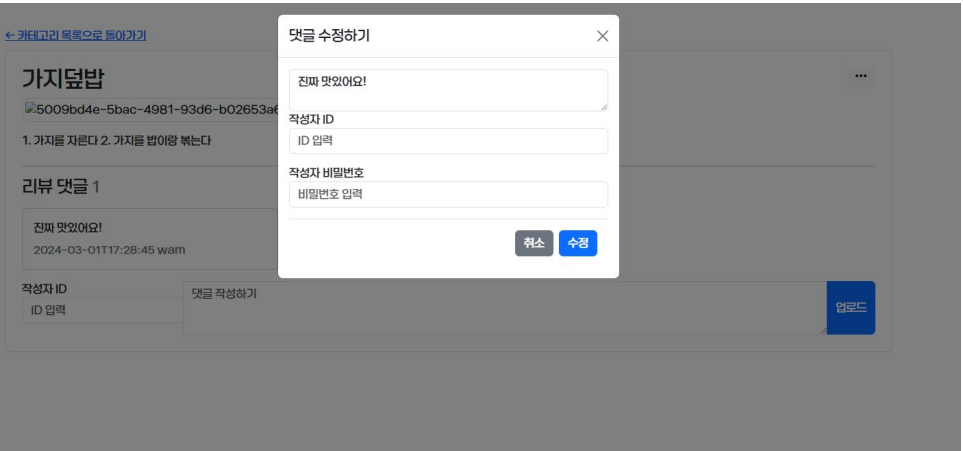 ← 카테고리 목록으로 돌아가기
가지덮밥
...
5009bd4e-5bac-4981-93d6-b02653a6
1. 가지를 자른다 2. 가지를 밥이랑 볶는다
리뷰 댓글 1
진짜 맛있어요!
2024-03-01T17:28:45 wam
작성자 ID
ID 입력
댓글 작성하기
업로드
댓글 수정하기
진짜 맛있어요!
작성자 ID
ID 입력
작성자 비밀번호
비밀번호 입력
취소 수정